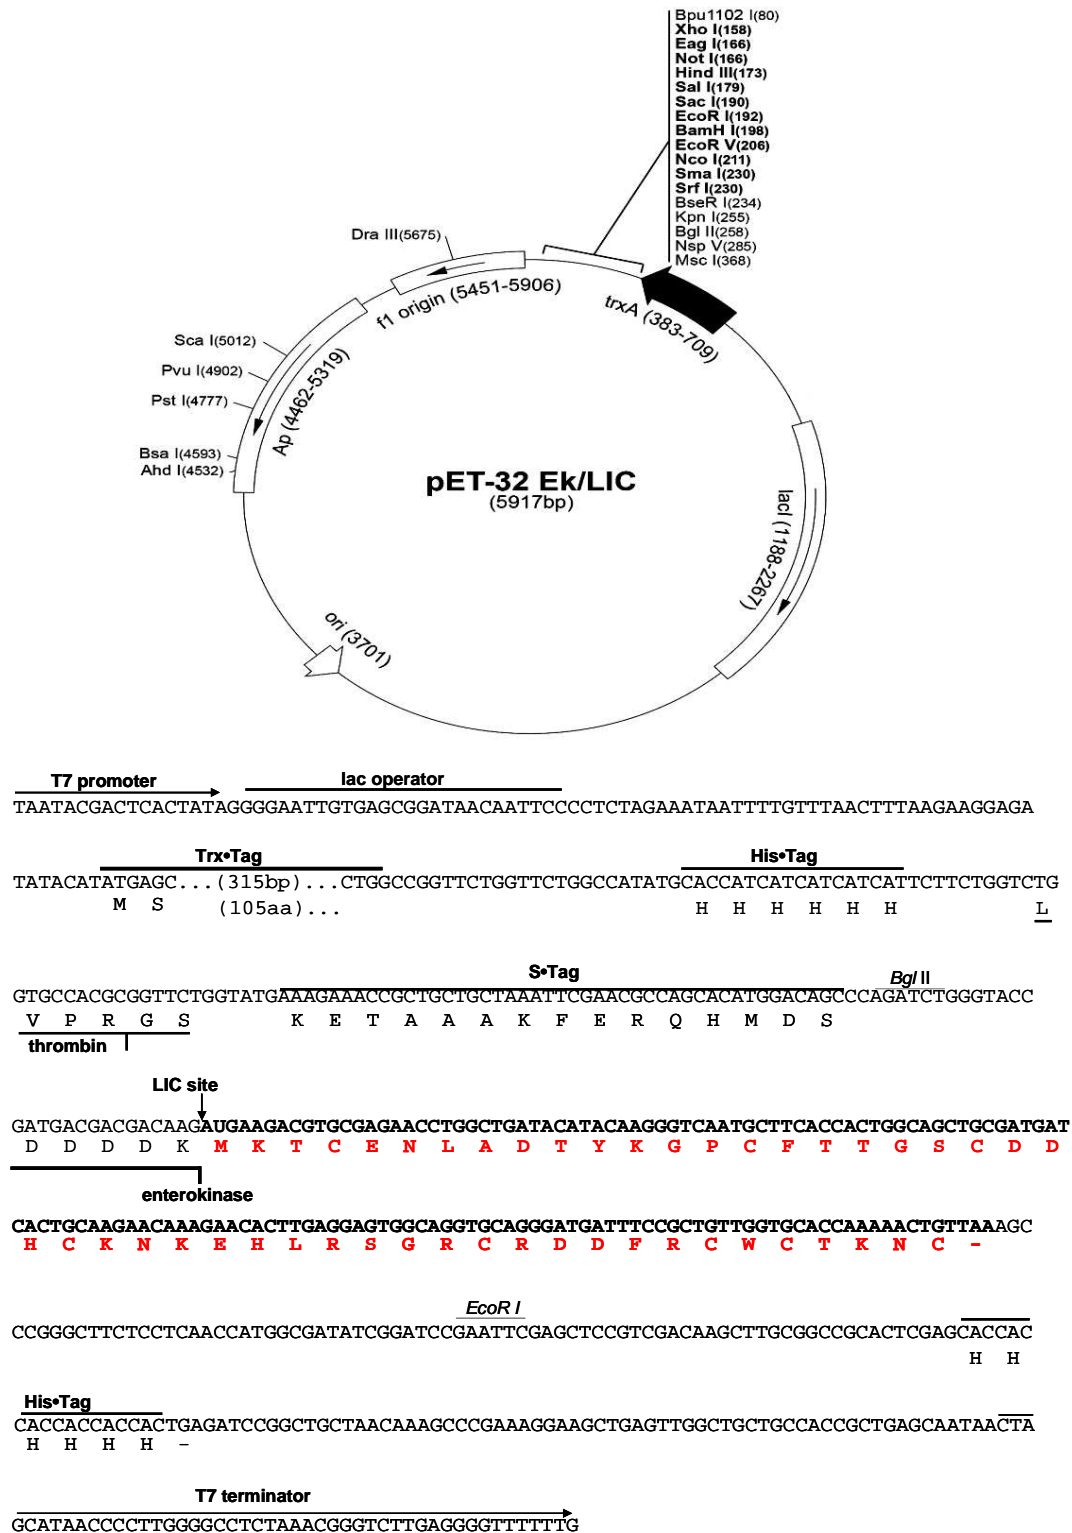 Bpu1102 I(80)
Xho I(158)
Eag I(166)
Not I(166)
Hind III(173)
Sal I(179)
Sac I(190)
EcoR I(192)
BamH I(198)
EcoR V(206)
Nco I(211)
Sma I(230)
Srf I(230)
BseR I(234)
Kpn I(255)
Bgl II(258)
Nsp V(285)
Msc I(368)
Dra III(5675)
f1 origin (5451-5906)
trxA (383-709)
Sca I(5012)
Pvu I(4902)
Pst I(4777)
Bsa I(4593)
Ahd I(4532)
Ap (4462-5319)
pET-32 Ek/LIC
(5917bp)
lacI (1188-2267)
ori (3701)
T7 promoter lac operator
TAATACGACTCACTATAGGGGAATTGTGAGCGGATAACAATTCCCCTCTAGAAATAATTTTGTTTAACTTTAAGAAGGAGA
Trx•Tag His•Tag
TATACATATGAGC...(315bp)...CTGGCCGGTTCTGGTTCTGGCCATATGCACCATCATCATCATCATTCTTCTGGTCTG
M S (105aa)... H H H H H H L
S•Tag Bgl II
GTGCCACGCGGTTCTGGTATGAAAGAAACCGCTGCTGCTAAATTCGAACGCCAGCACATGGACAGCCCAGATCTGGGTACC
V P R G S K E T A A A K F E R Q H M D S
thrombin
LIC site
GATGACGACGACAAGAUGAAGACGTGCGAGAACCTGGCTGATACATACAAGGGTCAATGCTTCACCACTGGCAGCTGCGATGAT
D D D D K M K T C E N L A D T Y K G P C F T T G S C D D
enterokinase
CACTGCAAGAACAAAGAACACTTGAGGAGTGGCAGGTGCAGGGATGATTTCCGCTGTTGGTGCACCAAAAACTGTTAAAGC
H C K N K E H L R S G R C R D D F R C W C T K N C -
EcoR I
CCGGGCTTCTCCTCAACCATGGCGATATCGGATCCGAATTCGAGCTCCGTCGACAAGCTTGCGGCCGCACTCGAGCACCAC
H H
His•Tag
CACCACCACCACTGAGATCCGGCTGCTAACAAAGCCCGAAAGGAAGCTGAGTTGGCTGCTGCCACCGCTGAGCAATAACTA
H H H H -
T7 terminator
GCATAACCCCTTGGGGCCTCTAAACGGGTCTTGAGGGGTTTTTTG